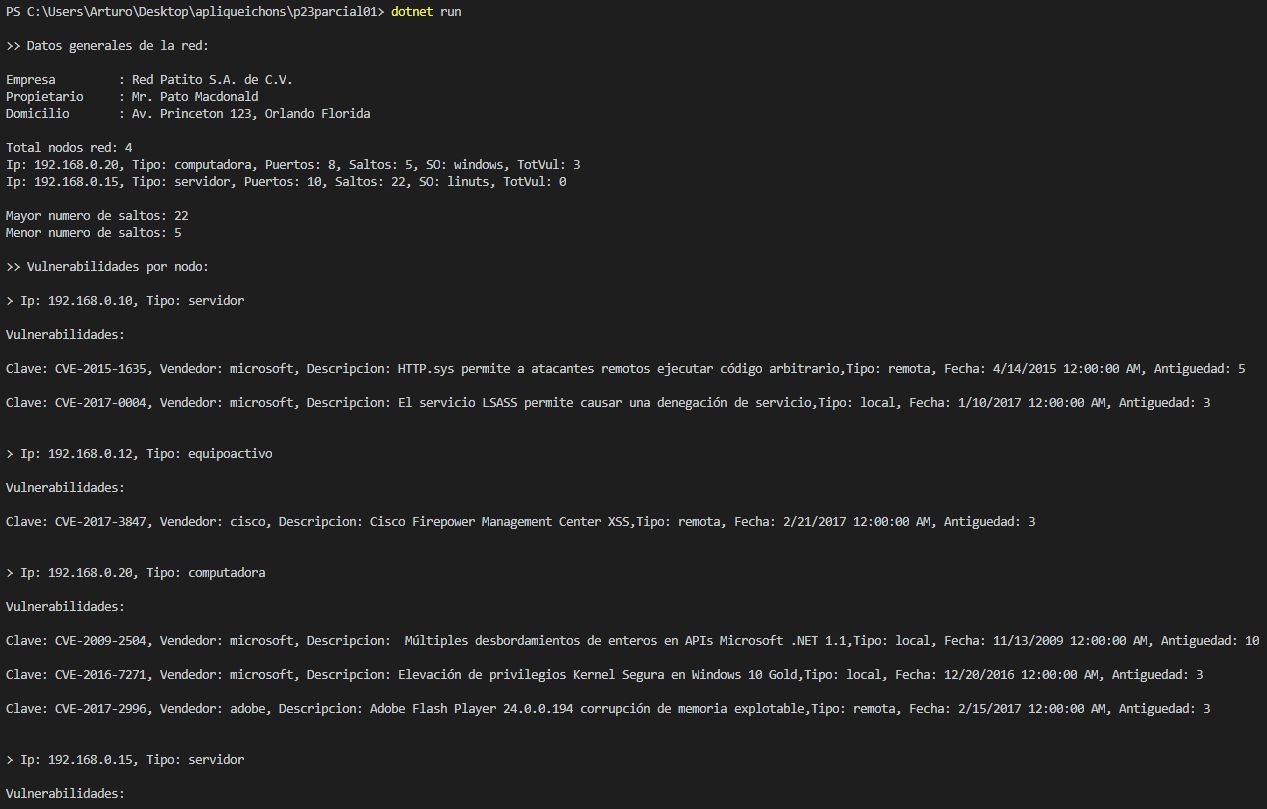 PS C:\Users\Arturo\Desktop\apliqueichons\p23parcial01> dotnet run
>> Datos generales de la red:
Empresa : Red Patito S.A. de C.V.
Propietario : Mr. Pato Macdonald
Domicilio : Av. Princeton 123, Orlando Florida
Total nodos red: 4
Ip: 192.168.0.20, Tipo: computadora, Puertos: 8, Saltos: 5, SO: windows, TotVul: 3
Ip: 192.168.0.15, Tipo: servidor, Puertos: 10, Saltos: 22, SO: linuts, TotVul: 0
Mayor numero de saltos: 22
Menor numero de saltos: 5
>> Vulnerabilidades por nodo:
> Ip: 192.168.0.10, Tipo: servidor
Vulnerabilidades:
Clave: CVE-2015-1635, Vendedor: microsoft, Descripcion: HTTP.sys permite a atacantes remotos ejecutar código arbitrario,Tipo: remota, Fecha: 4/14/2015 12:00:00 AM, Antiguedad: 5
Clave: CVE-2017-0004, Vendedor: microsoft, Descripcion: El servicio LSASS permite causar una denegación de servicio,Tipo: local, Fecha: 1/10/2017 12:00:00 AM, Antiguedad: 3
> Ip: 192.168.0.12, Tipo: equipoactivo
Vulnerabilidades:
Clave: CVE-2017-3847, Vendedor: cisco, Descripcion: Cisco Firepower Management Center XSS,Tipo: remota, Fecha: 2/21/2017 12:00:00 AM, Antiguedad: 3
> Ip: 192.168.0.20, Tipo: computadora
Vulnerabilidades:
Clave: CVE-2009-2504, Vendedor: microsoft, Descripcion:  Múltiples desbordamientos de enteros en APIs Microsoft .NET 1.1,Tipo: local, Fecha: 11/13/2009 12:00:00 AM, Antiguedad: 10
Clave: CVE-2016-7271, Vendedor: microsoft, Descripcion: Elevación de privilegios Kernel Segura en Windows 10 Gold,Tipo: local, Fecha: 12/20/2016 12:00:00 AM, Antiguedad: 3
Clave: CVE-2017-2996, Vendedor: adobe, Descripcion: Adobe Flash Player 24.0.0.194 corrupción de memoria explotable,Tipo: remota, Fecha: 2/15/2017 12:00:00 AM, Antiguedad: 3
> Ip: 192.168.0.15, Tipo: servidor
Vulnerabilidades: